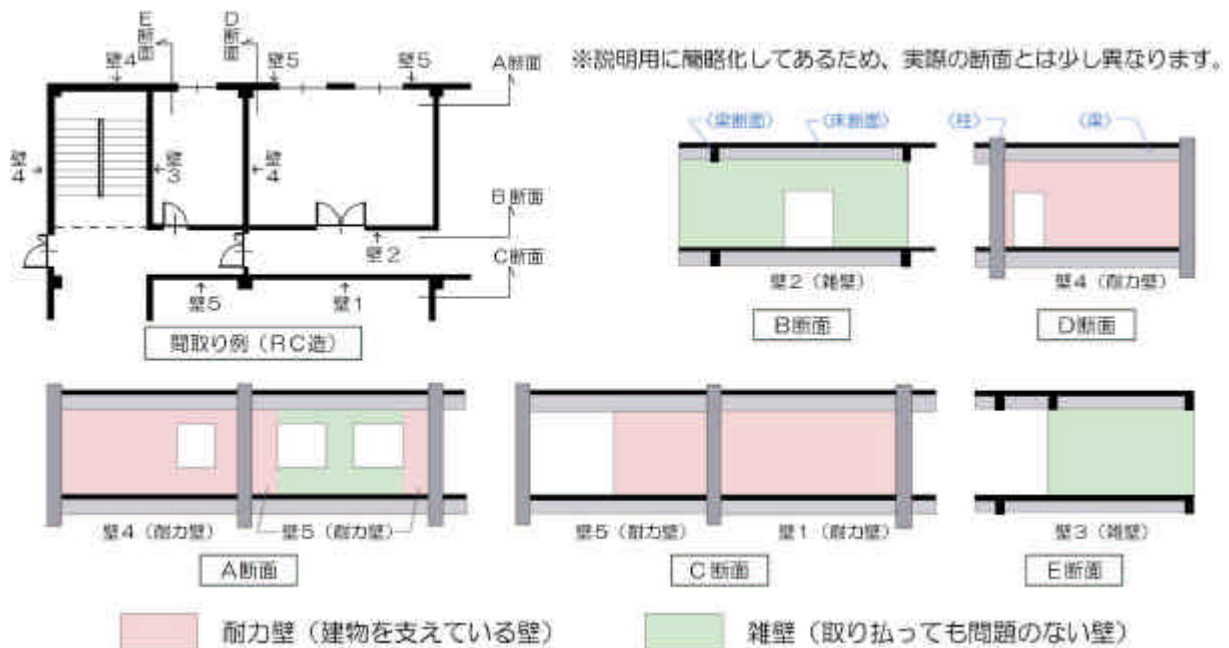 E断面
D断面
壁4
壁5
壁5
A断面
※説明用に簡略化してあるため、実際の断面とは少し異なります。
〈梁断面〉
〈床断面〉
〈柱〉
〈梁〉
壁4
壁3
壁4
B断面
壁2
C断面
壁5
壁1
間取り例（RC造）
壁2（雑壁）
B断面
壁4（耐力壁）
D断面
壁4（耐力壁）
壁5（耐力壁）
A断面
壁5（耐力壁）
壁1（耐力壁）
C断面
壁3（雑壁）
E断面
耐力壁（建物を支えている壁）
雑壁（取り払っても問題のない壁）